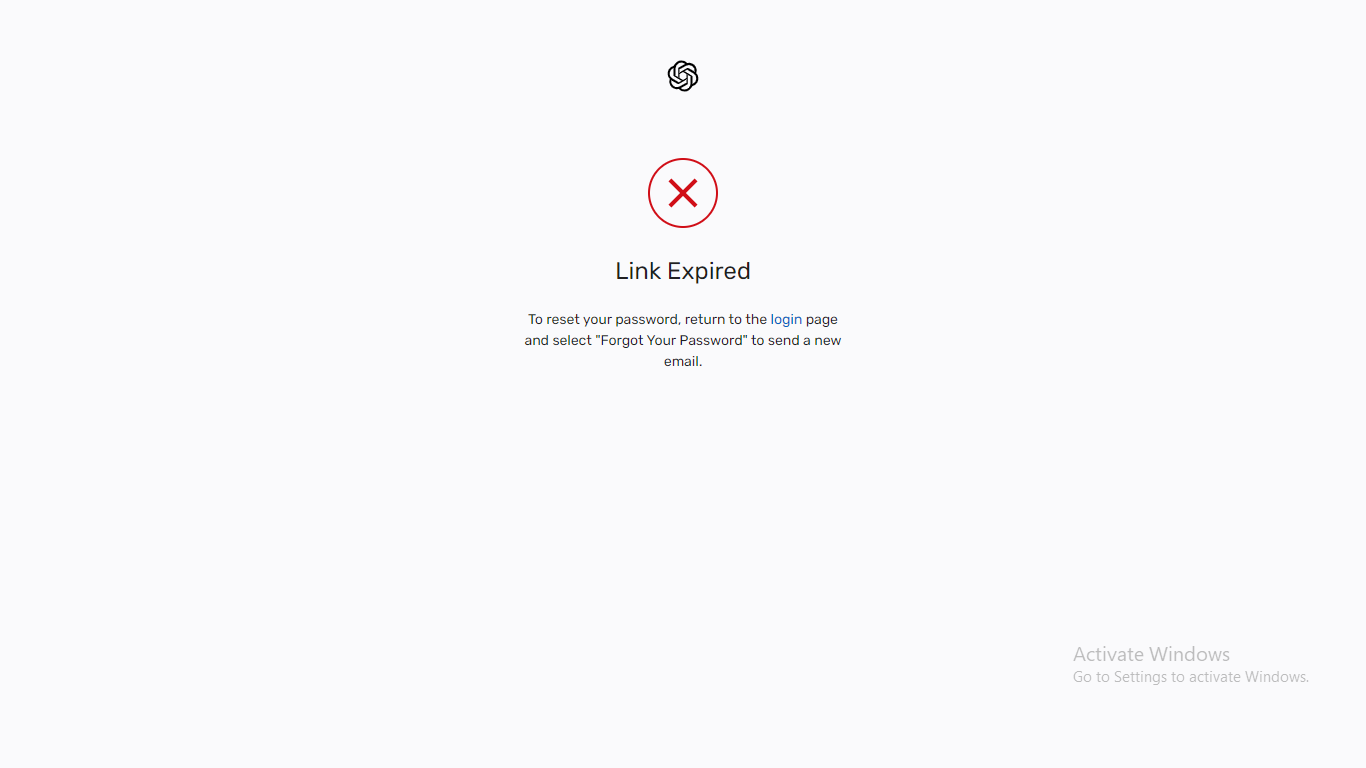 Link Expired
To reset your password, return to the login page
and select "Forgot Your Password" to send a new
email.
Activate Windows
Go to Settings to activate Windows.